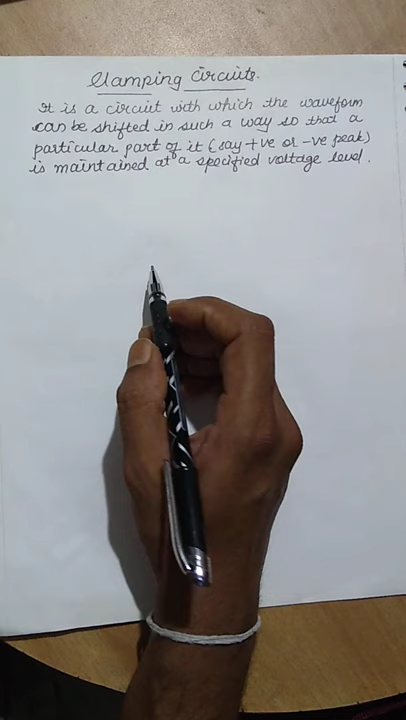 Clamping Circuits.
It is a circuit with which the waveform
can be shifted in such a way so that a
particular part of it (say +ve or -ve peak)
is maintained at a specified voltage level.